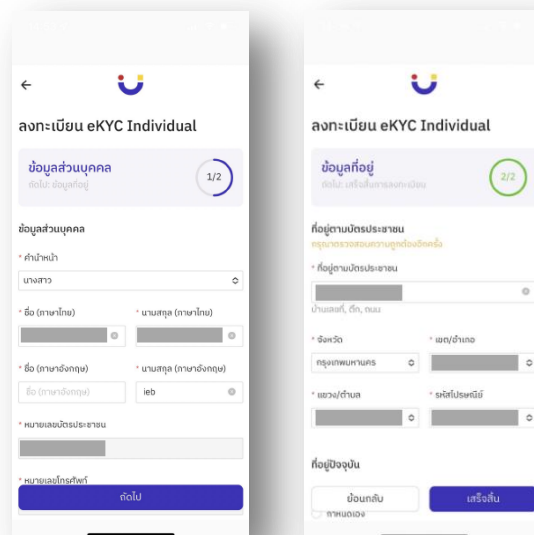 ลงทะเบียน eKYC Individual
ข้อมูลส่วนบุคคล
ถัดไป: ข้อมูลที่อยู่
1/2
ข้อมูลส่วนบุคคล
* คำนำหน้า
นางสาว
* ชื่อ (ภาษาไทย) * นามสกุล (ภาษาไทย)
* ชื่อ (ภาษาอังกฤษ) * นามสกุล (ภาษาอังกฤษ)
ชื่อ (ภาษาอังกฤษ) ieb
* หมายเลขบัตรประชาชน
* หมายเลขโทรศัพท์
ถัดไป
ลงทะเบียน eKYC Individual
ข้อมูลที่อยู่
ถัดไป: เสร็จสิ้นการลงทะเบียน
2/2
ที่อยู่ตามบัตรประชาชน
กรุณาตรวจสอบความถูกต้องอีกครั้ง
* ที่อยู่ตามบัตรประชาชน
บ้านเลขที่, ตึก, ถนน
* จังหวัด * เขต/อำเภอ
กรุงเทพมหานคร
* แขวง/ตำบล * รหัสไปรษณีย์
ที่อยู่ปัจจุบัน
ย้อนกลับ เสร็จสิ้น
กำหนดเอง